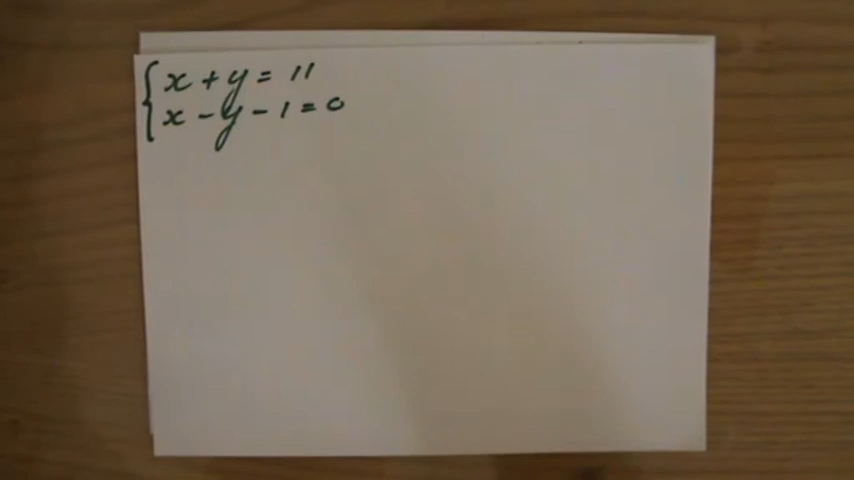 x + y = 11
x - y - 1 = 0